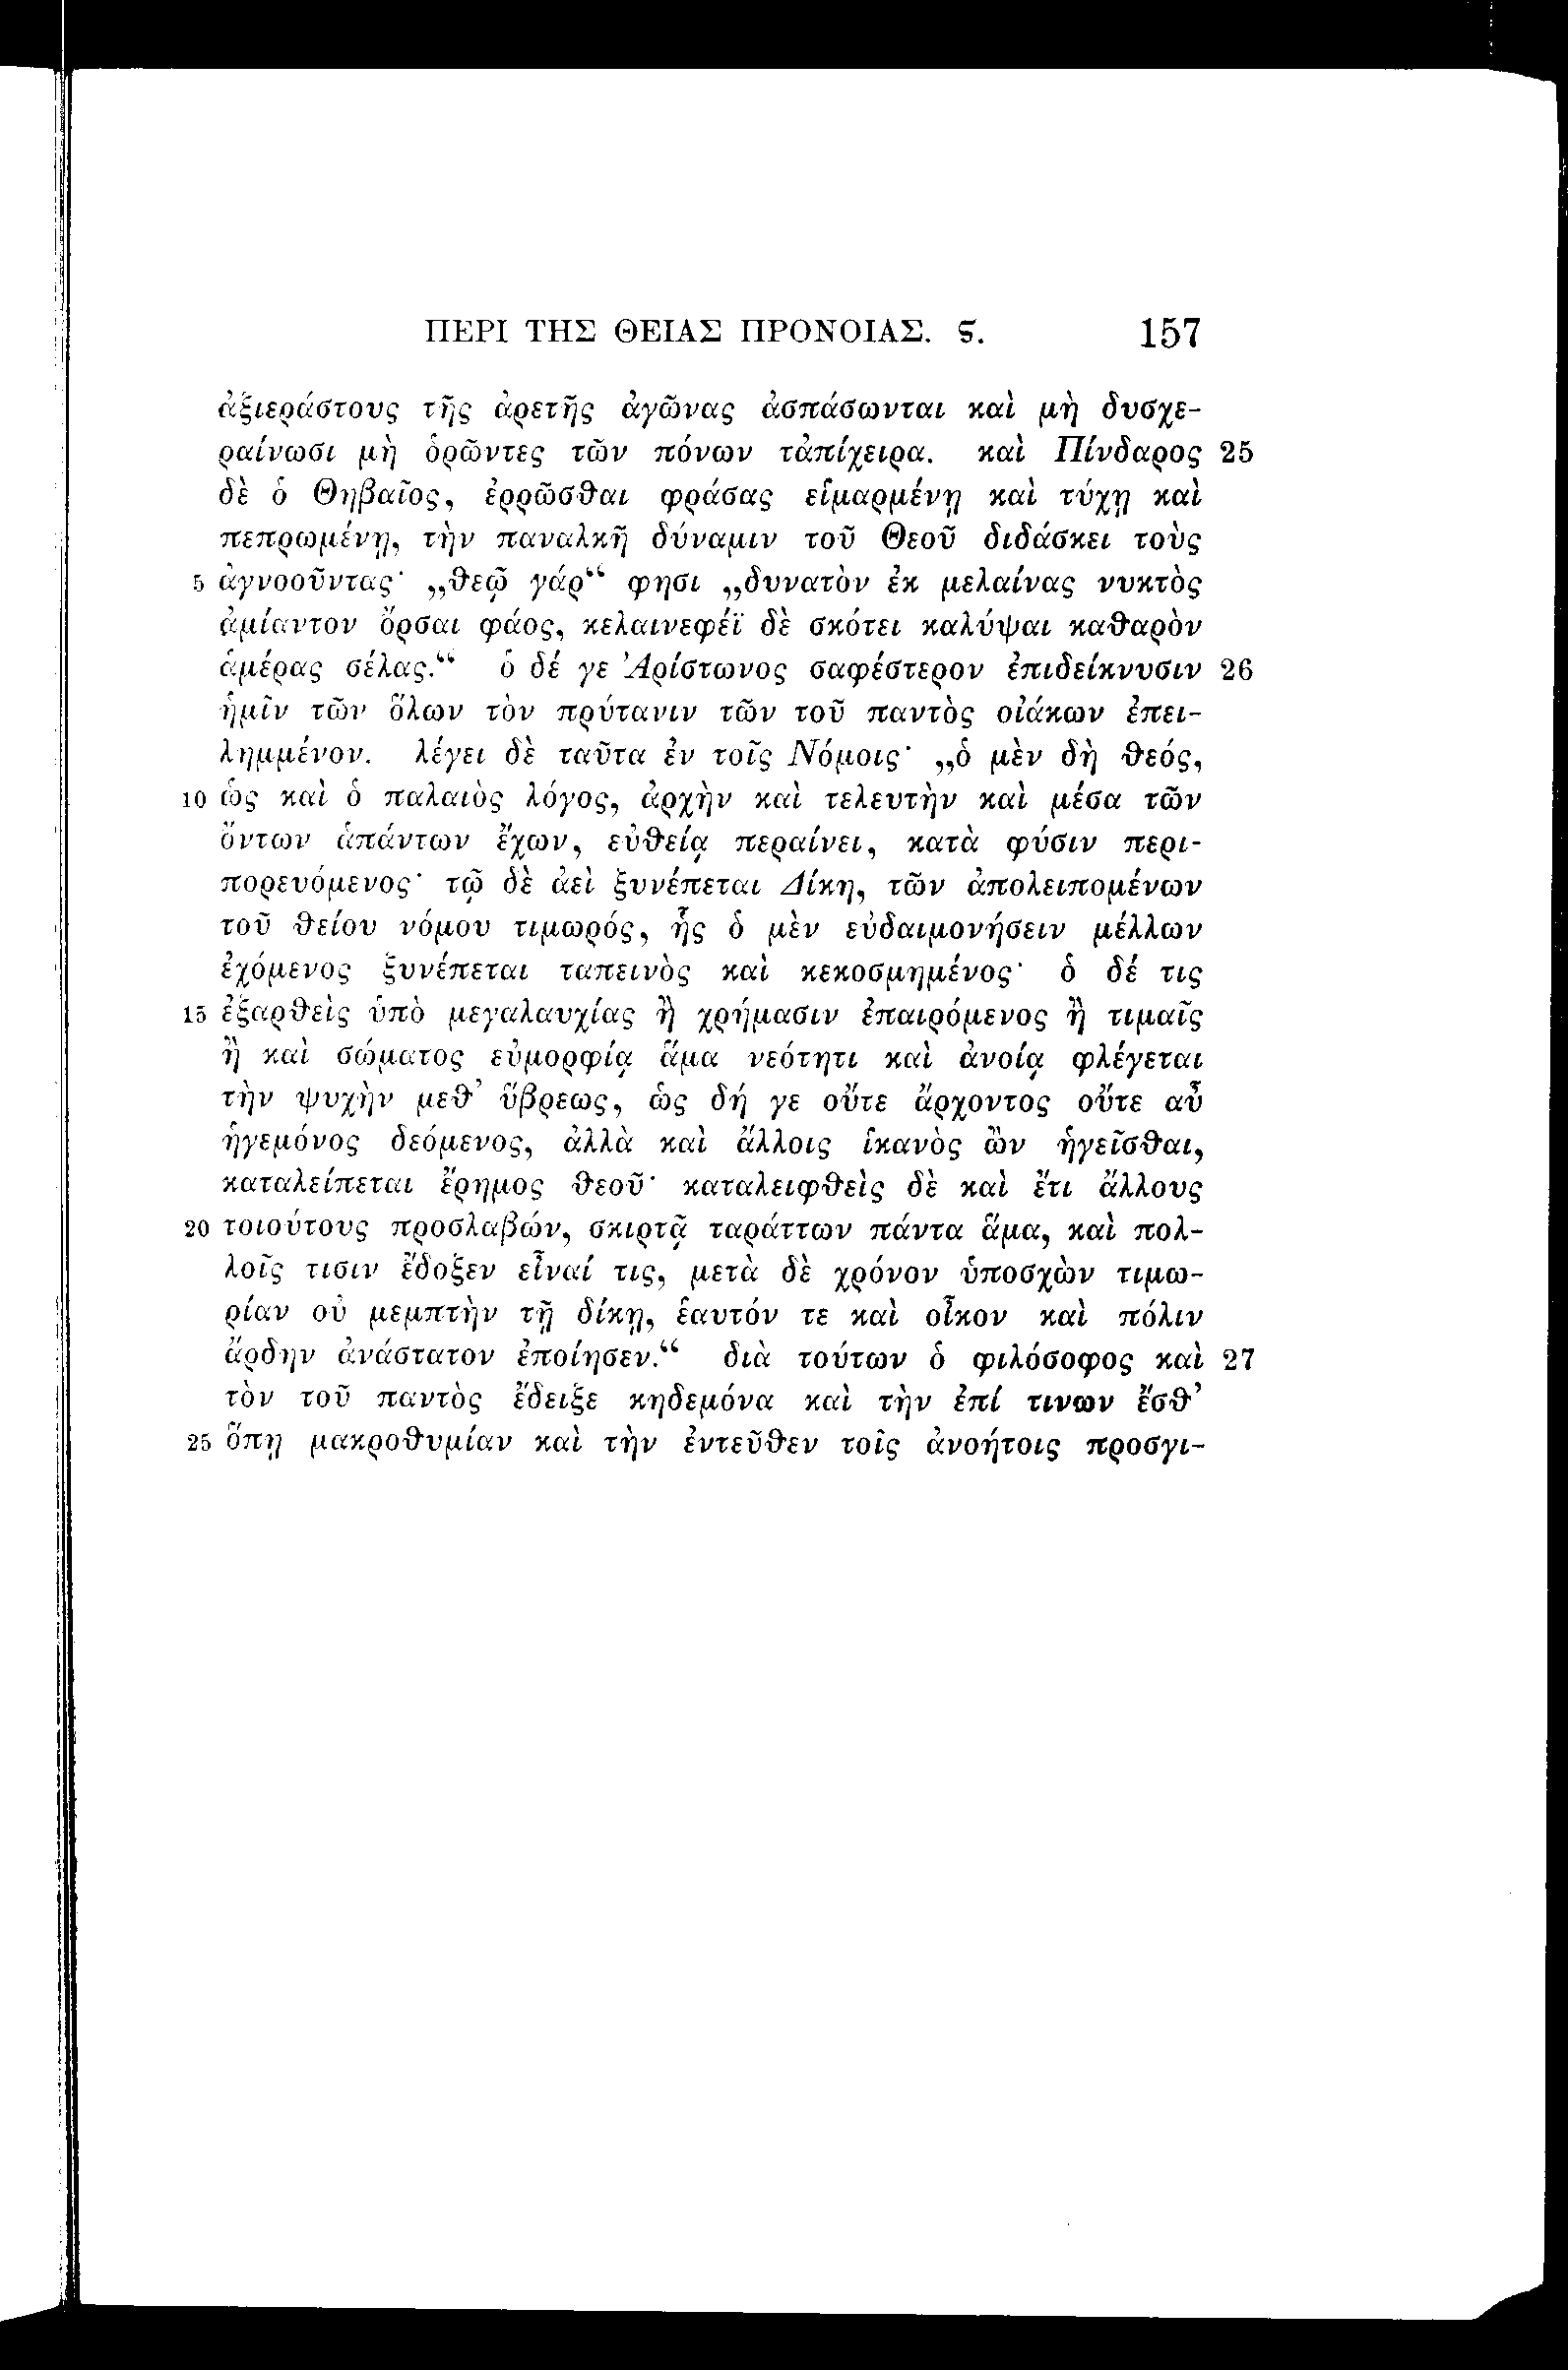 ΠΕΡΙ ΤΗΣ ΘΕΙΑΣ ΠΡΟΝΟΙΑΣ. ϛ. 157
ἀξιεράστους τῆς ἀρετῆς ἀγῶνας ἀσπάσωνται καὶ μὴ δυσχε-
ραίνωσι μὴ ὁρῶντες τῶν πόνων τἀπίχειρα. καὶ Πίνδαρος 25
δὲ ὁ Θηβαῖος, ἐρρῶσθαι φράσας εἱμαρμένῃ καὶ τύχῃ καὶ
πεπρωμένῃ, τὴν παναλκῆ δύναμιν τοῦ Θεοῦ διδάσκει τοὺς
5 ἀγνοοῦντας· „θεῷ γάρ“ φησι „δυνατὸν ἐκ μελαίνας νυκτὸς
ἀμίαντον ὄρσαι φάος, κελαινεφέϊ δὲ σκότει καλύψαι καθαρὸν
ἁμέρας σέλας.“ ὁ δέ γε Ἀρίστωνος σαφέστερον ἐπιδείκνυσιν 26
ἡμῖν τῶν ὅλων τὸν πρύτανιν τῶν τοῦ παντὸς οἰάκων ἐπει-
λημμένον. λέγει δὲ ταῦτα ἐν τοῖς Νόμοις· „ὁ μὲν δὴ θεός,
10 ὡς καὶ ὁ παλαιὸς λόγος, ἀρχὴν καὶ τελευτὴν καὶ μέσα τῶν
ὄντων ἁπάντων ἔχων, εὐθείᾳ περαίνει, κατὰ φύσιν περι-
πορευόμενος· τῷ δὲ ἀεὶ ξυνέπεται Δίκη, τῶν ἀπολειπομένων
τοῦ θείου νόμου τιμωρός, ἧς ὁ μὲν εὐδαιμονήσειν μέλλων
ἐχόμενος ξυνέπεται ταπεινὸς καὶ κεκοσμημένος· ὁ δέ τις
15 ἐξαρθεὶς ὑπὸ μεγαλαυχίας ἢ χρήμασιν ἐπαιρόμενος ἢ τιμαῖς
ἢ καὶ σώματος εὐμορφίᾳ ἅμα νεότητι καὶ ἀνοίᾳ φλέγεται
τὴν ψυχὴν μεθ’ ὕβρεως, ὡς δή γε οὔτε ἄρχοντος οὔτε αὖ
ἡγεμόνος δεόμενος, ἀλλὰ καὶ ἄλλοις ἱκανὸς ὢν ἡγεῖσθαι,
καταλείπεται ἔρημος θεοῦ· καταλειφθεὶς δὲ καὶ ἔτι ἄλλους
20 τοιούτους προσλαβών, σκιρτᾷ ταράττων πάντα ἅμα, καὶ πολ-
λοῖς τισιν ἔδοξεν εἶναί τις, μετὰ δὲ χρόνον ὑποσχὼν τιμω-
ρίαν οὐ μεμπτὴν τῇ δίκῃ, ἑαυτόν τε καὶ οἶκον καὶ πόλιν
ἄρδην ἀνάστατον ἐποίησεν.“ διὰ τούτων ὁ φιλόσοφος καὶ 27
τὸν τοῦ παντὸς ἔδειξε κηδεμόνα καὶ τὴν ἐπί τινων ἔσθ’
25 ὅπῃ μακροθυμίαν καὶ τὴν ἐντεῦθεν τοῖς ἀνοήτοις προσγι-